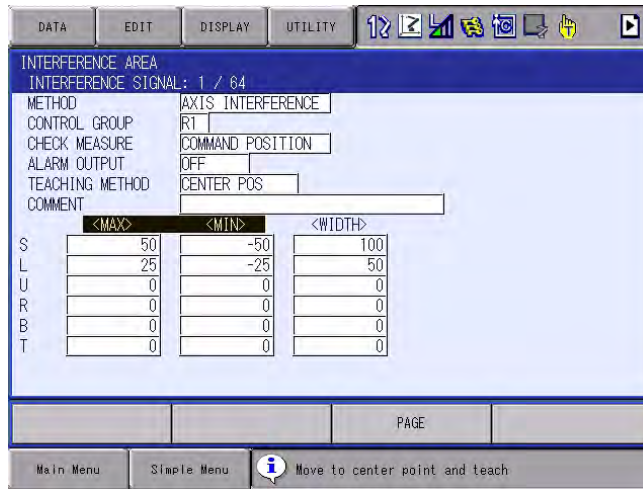 DATA EDIT DISPLAY UTILITY
INTERFERENCE AREA
INTERFERENCE SIGNAL: 1 / 64
METHOD AXIS INTERFERENCE
CONTROL GROUP R1
CHECK MEASURE COMMAND POSITION
ALARM OUTPUT OFF
TEACHING METHOD CENTER POS
COMMENT
<MAX> <MIN> <WIDTH>
S 50 -50 100
L 25 -25 50
U 0 0 0
R 0 0 0
B 0 0 0
T 0 0 0
PAGE
Main Menu Simple Menu Move to center point and teach